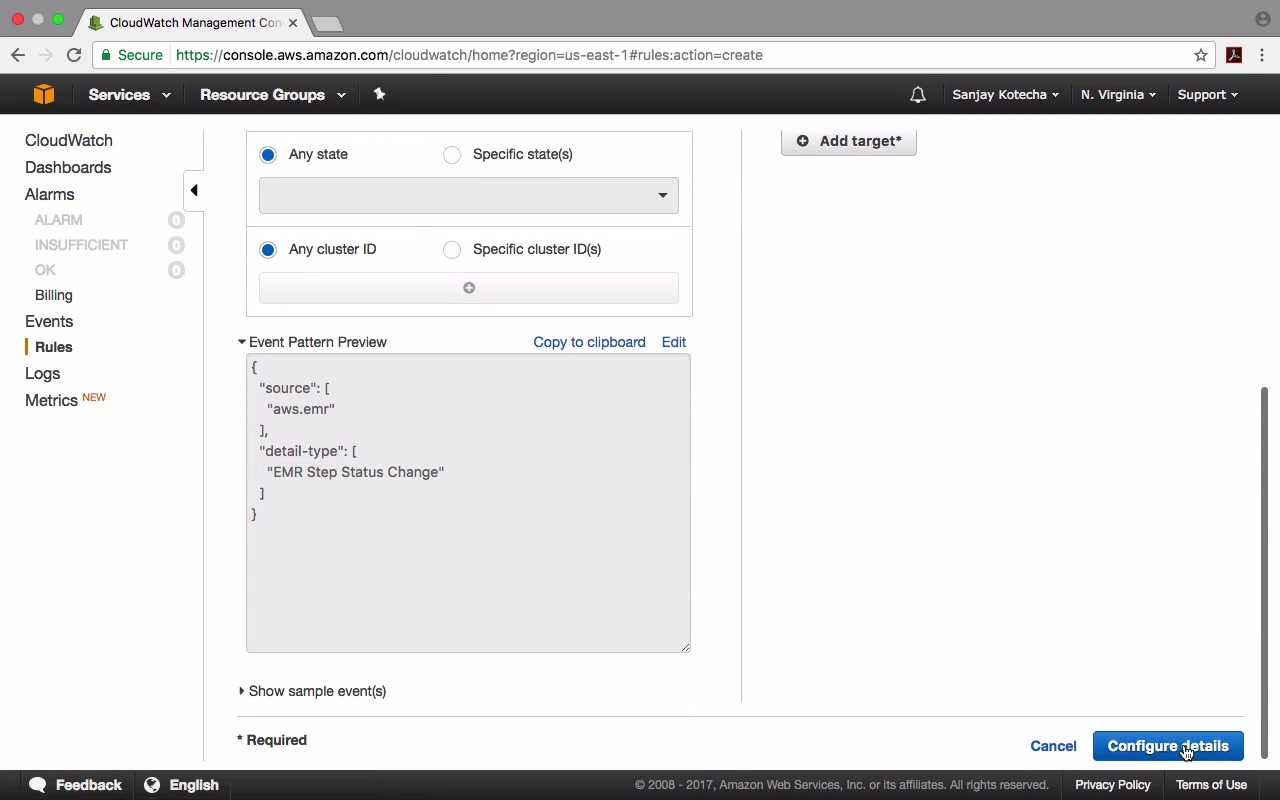 CloudWatch Management Con
Secure https://console.aws.amazon.com/cloudwatch/home?region=us-east-1#rules:action=create
Services Resource Groups Sanjay Kotecha N. Virginia Support
CloudWatch
Dashboards
Alarms
ALARM 0
INSUFFICIENT 0
OK 0
Billing
Events
Rules
Logs
Metrics NEW
Any state Specific state(s)
Any cluster ID Specific cluster ID(s)
Event Pattern Preview Copy to clipboard Edit
{
"source": [
"aws.emr"
],
"detail-type": [
"EMR Step Status Change"
]
}
Show sample event(s)
* Required
Add target*
Cancel Configure details
Feedback English © 2008 - 2017, Amazon Web Services, Inc. or its affiliates. All rights reserved. Privacy Policy Terms of Use